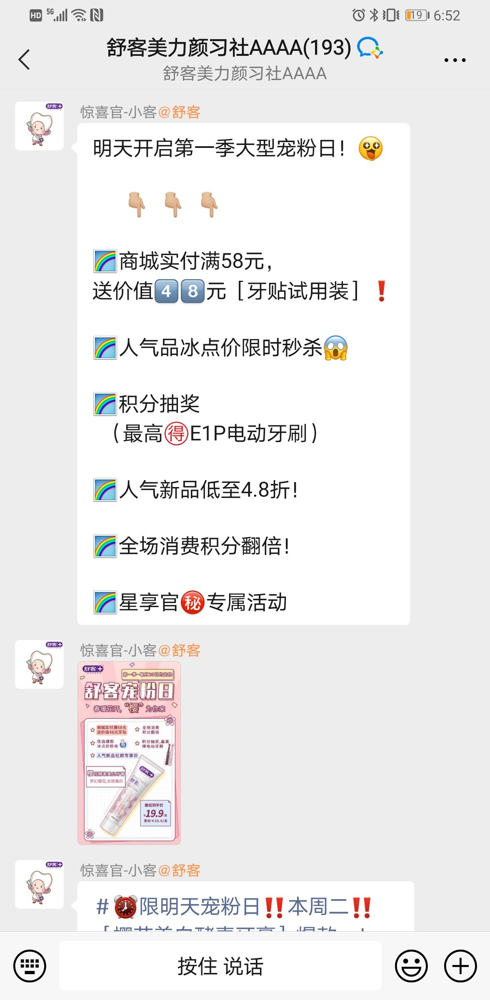 HD 5G 19 6:52
舒客美力颜习社AAAA(193)
舒客美力颜习社AAAA
舒客+
惊喜官-小客@舒客
明天开启第一季大型宠粉日！🤩
👇🏼 👇🏼 👇🏼
🌈商城实付满58元，
送价值4️⃣8️⃣元［牙贴试用装］❗
🌈人气品冰点价限时秒杀😱
🌈积分抽奖
（最高🉐E1P电动牙刷）
🌈人气新品低至4.8折！
🌈全场消费积分翻倍！
🌈星享官㊙专属活动
舒客+
惊喜官-小客@舒客
舒客+
第一季·每月20日约定你
舒客宠粉日
春暖花开，“樱”为你来
商城实付满58元
送价值48元牙贴
全场消费
积分翻倍
优选爆款
冰点价秒杀
积分抽奖,最高
得电动牙刷
人气新品社群专享价
樱花酵素美白牙膏
梦幻樱花,长效美白
舒客+
ENZYMES
酵素
最低到手价
¥19.9/支
原价￥39.9/支
舒客+
惊喜官-小客@舒客
#⏰限明天宠粉日‼️本周二‼️
按住 说话